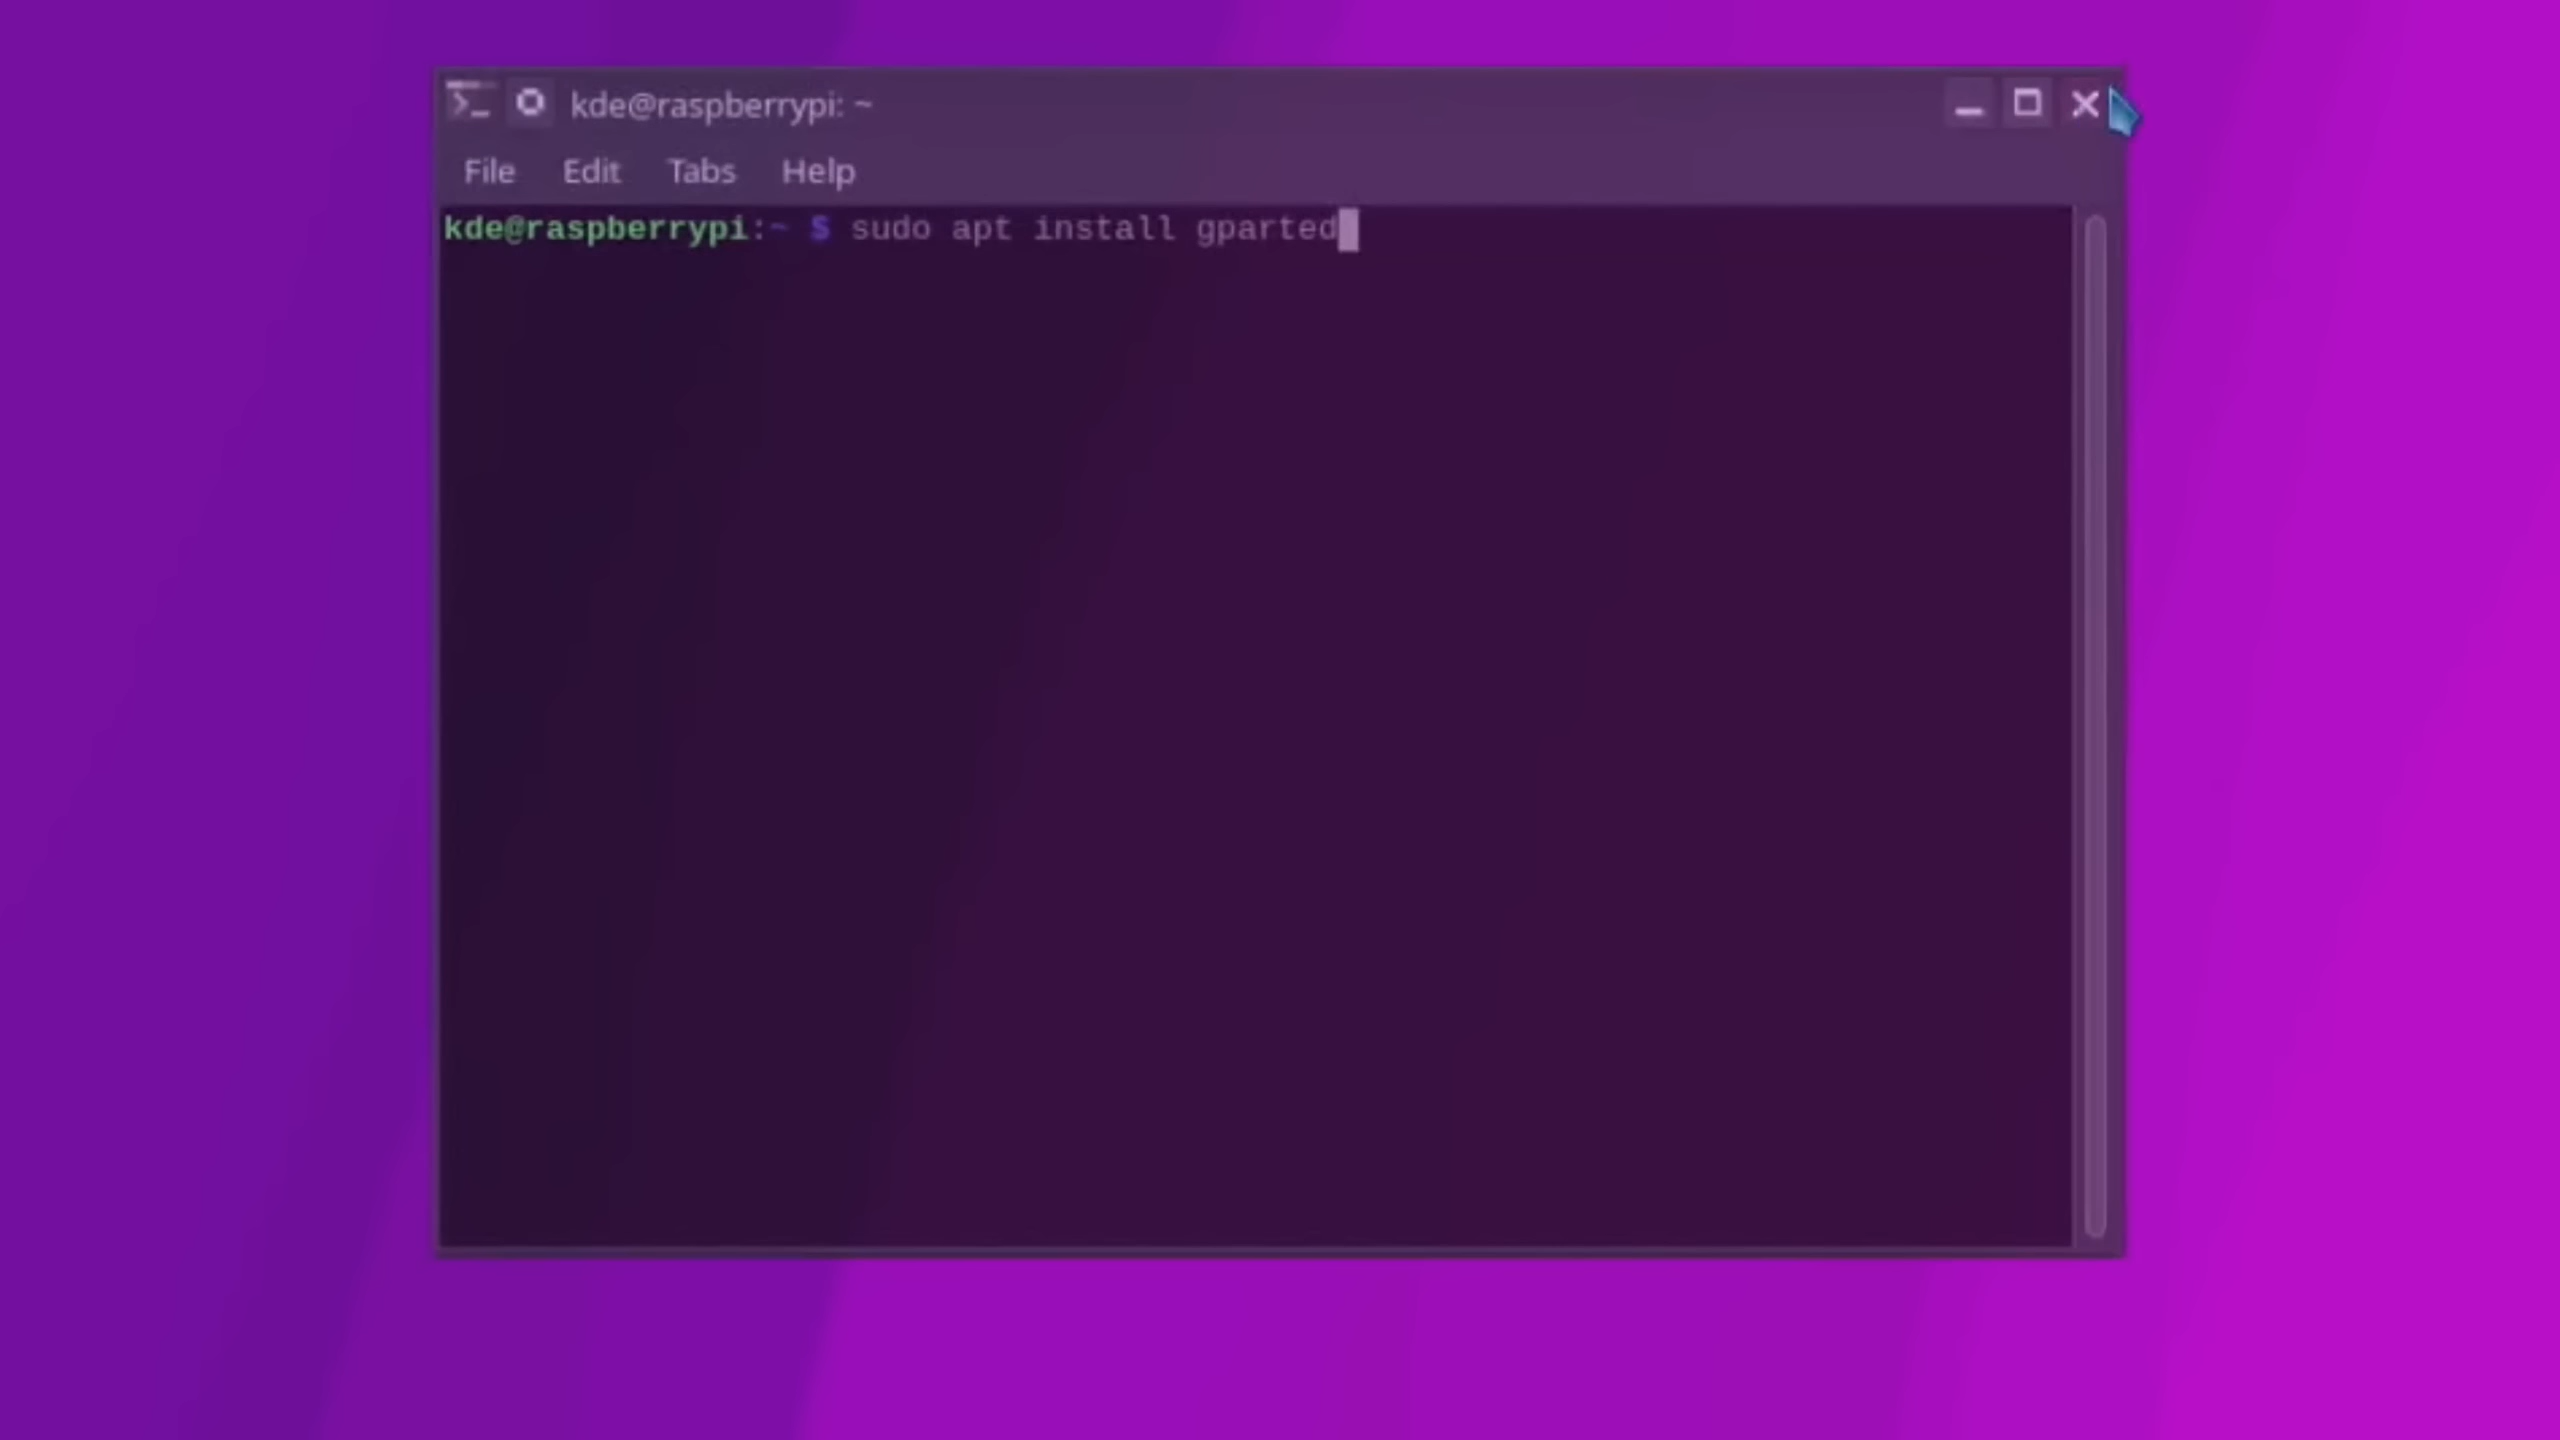 kde@raspberrypi: ~
File Edit Tabs Help
kde@raspberrypi:~ $ sudo apt install gparted